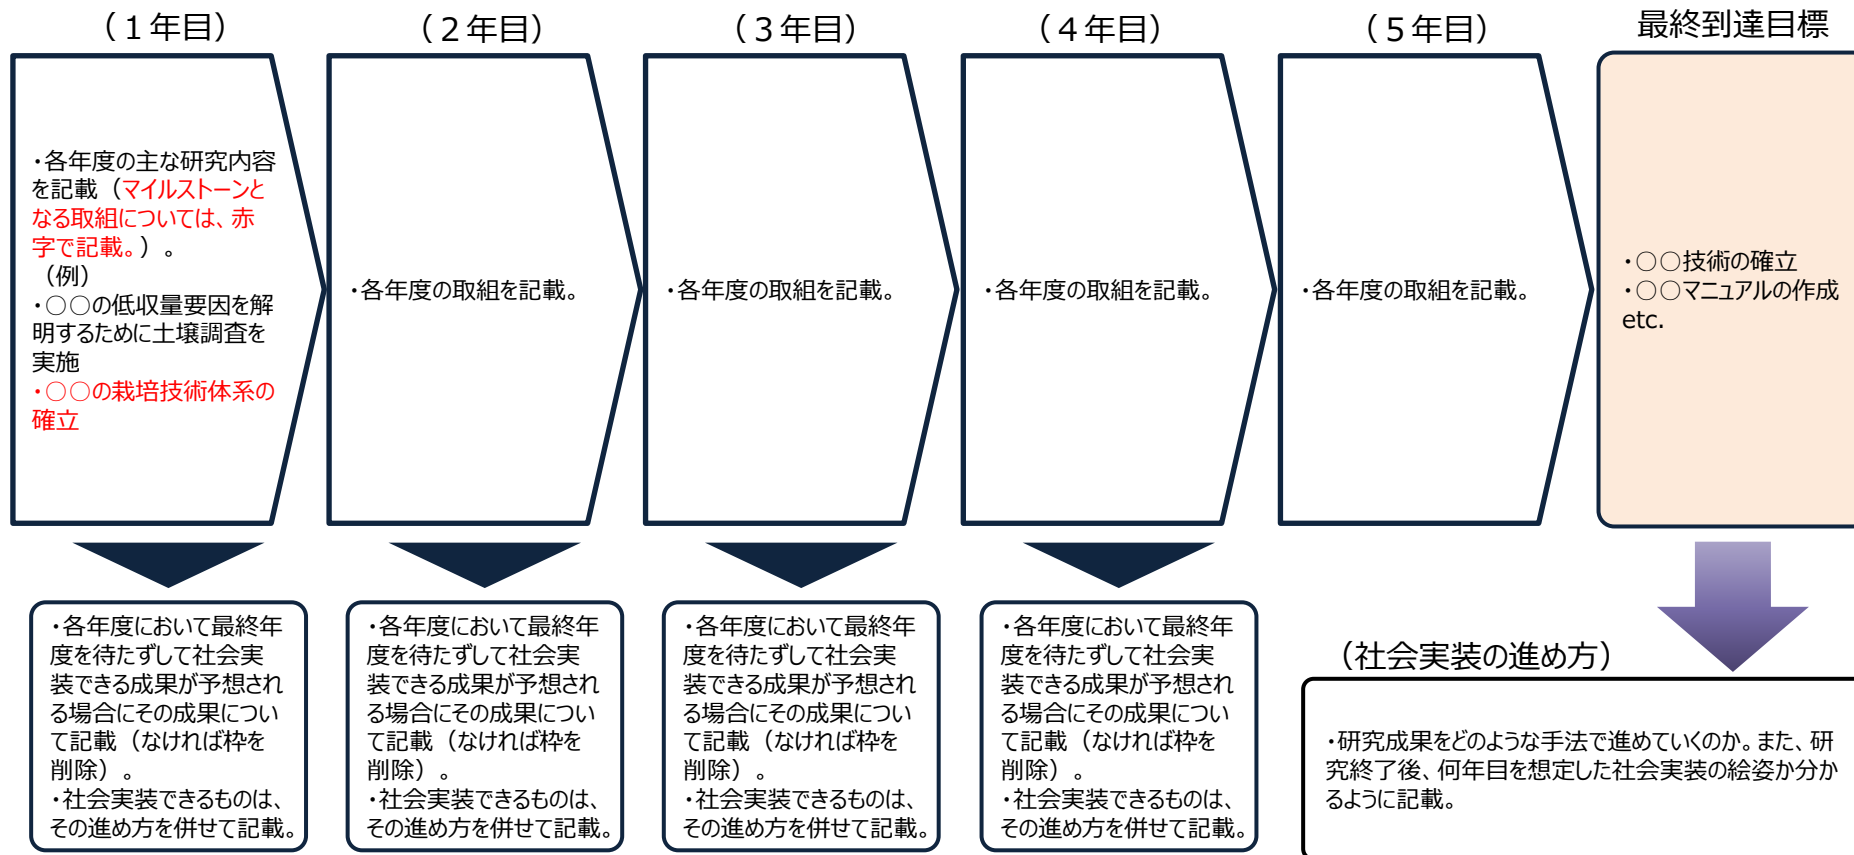 （１年目）
（２年目）
（３年目）
（４年目）
（５年目）
最終到達目標
・各年度の主な研究内容
を記載（マイルストーンと
なる取組については、赤
字で記載。）。
（例）
・○○の低収量要因を解
明するために土壌調査を
実施
・○○の栽培技術体系の
確立
・各年度の取組を記載。
・各年度の取組を記載。
・各年度の取組を記載。
・各年度の取組を記載。
・○○技術の確立
・○○マニュアルの作成
etc.
・各年度において最終年
度を待たずして社会実
装できる成果が予想され
る場合にその成果につい
て記載（なければ枠を
削除）。
・社会実装できるものは、
その進め方を併せて記載。
・各年度において最終年
度を待たずして社会実
装できる成果が予想され
る場合にその成果につい
て記載（なければ枠を
削除）。
・社会実装できるものは、
その進め方を併せて記載。
・各年度において最終年
度を待たずして社会実
装できる成果が予想され
る場合にその成果につい
て記載（なければ枠を
削除）。
・社会実装できるものは、
その進め方を併せて記載。
・各年度において最終年
度を待たずして社会実
装できる成果が予想され
る場合にその成果につい
て記載（なければ枠を
削除）。
・社会実装できるものは、
その進め方を併せて記載。
（社会実装の進め方）
・研究成果をどのような手法で進めていくのか。また、研
究終了後、何年目を想定した社会実装の絵姿か分か
るように記載。